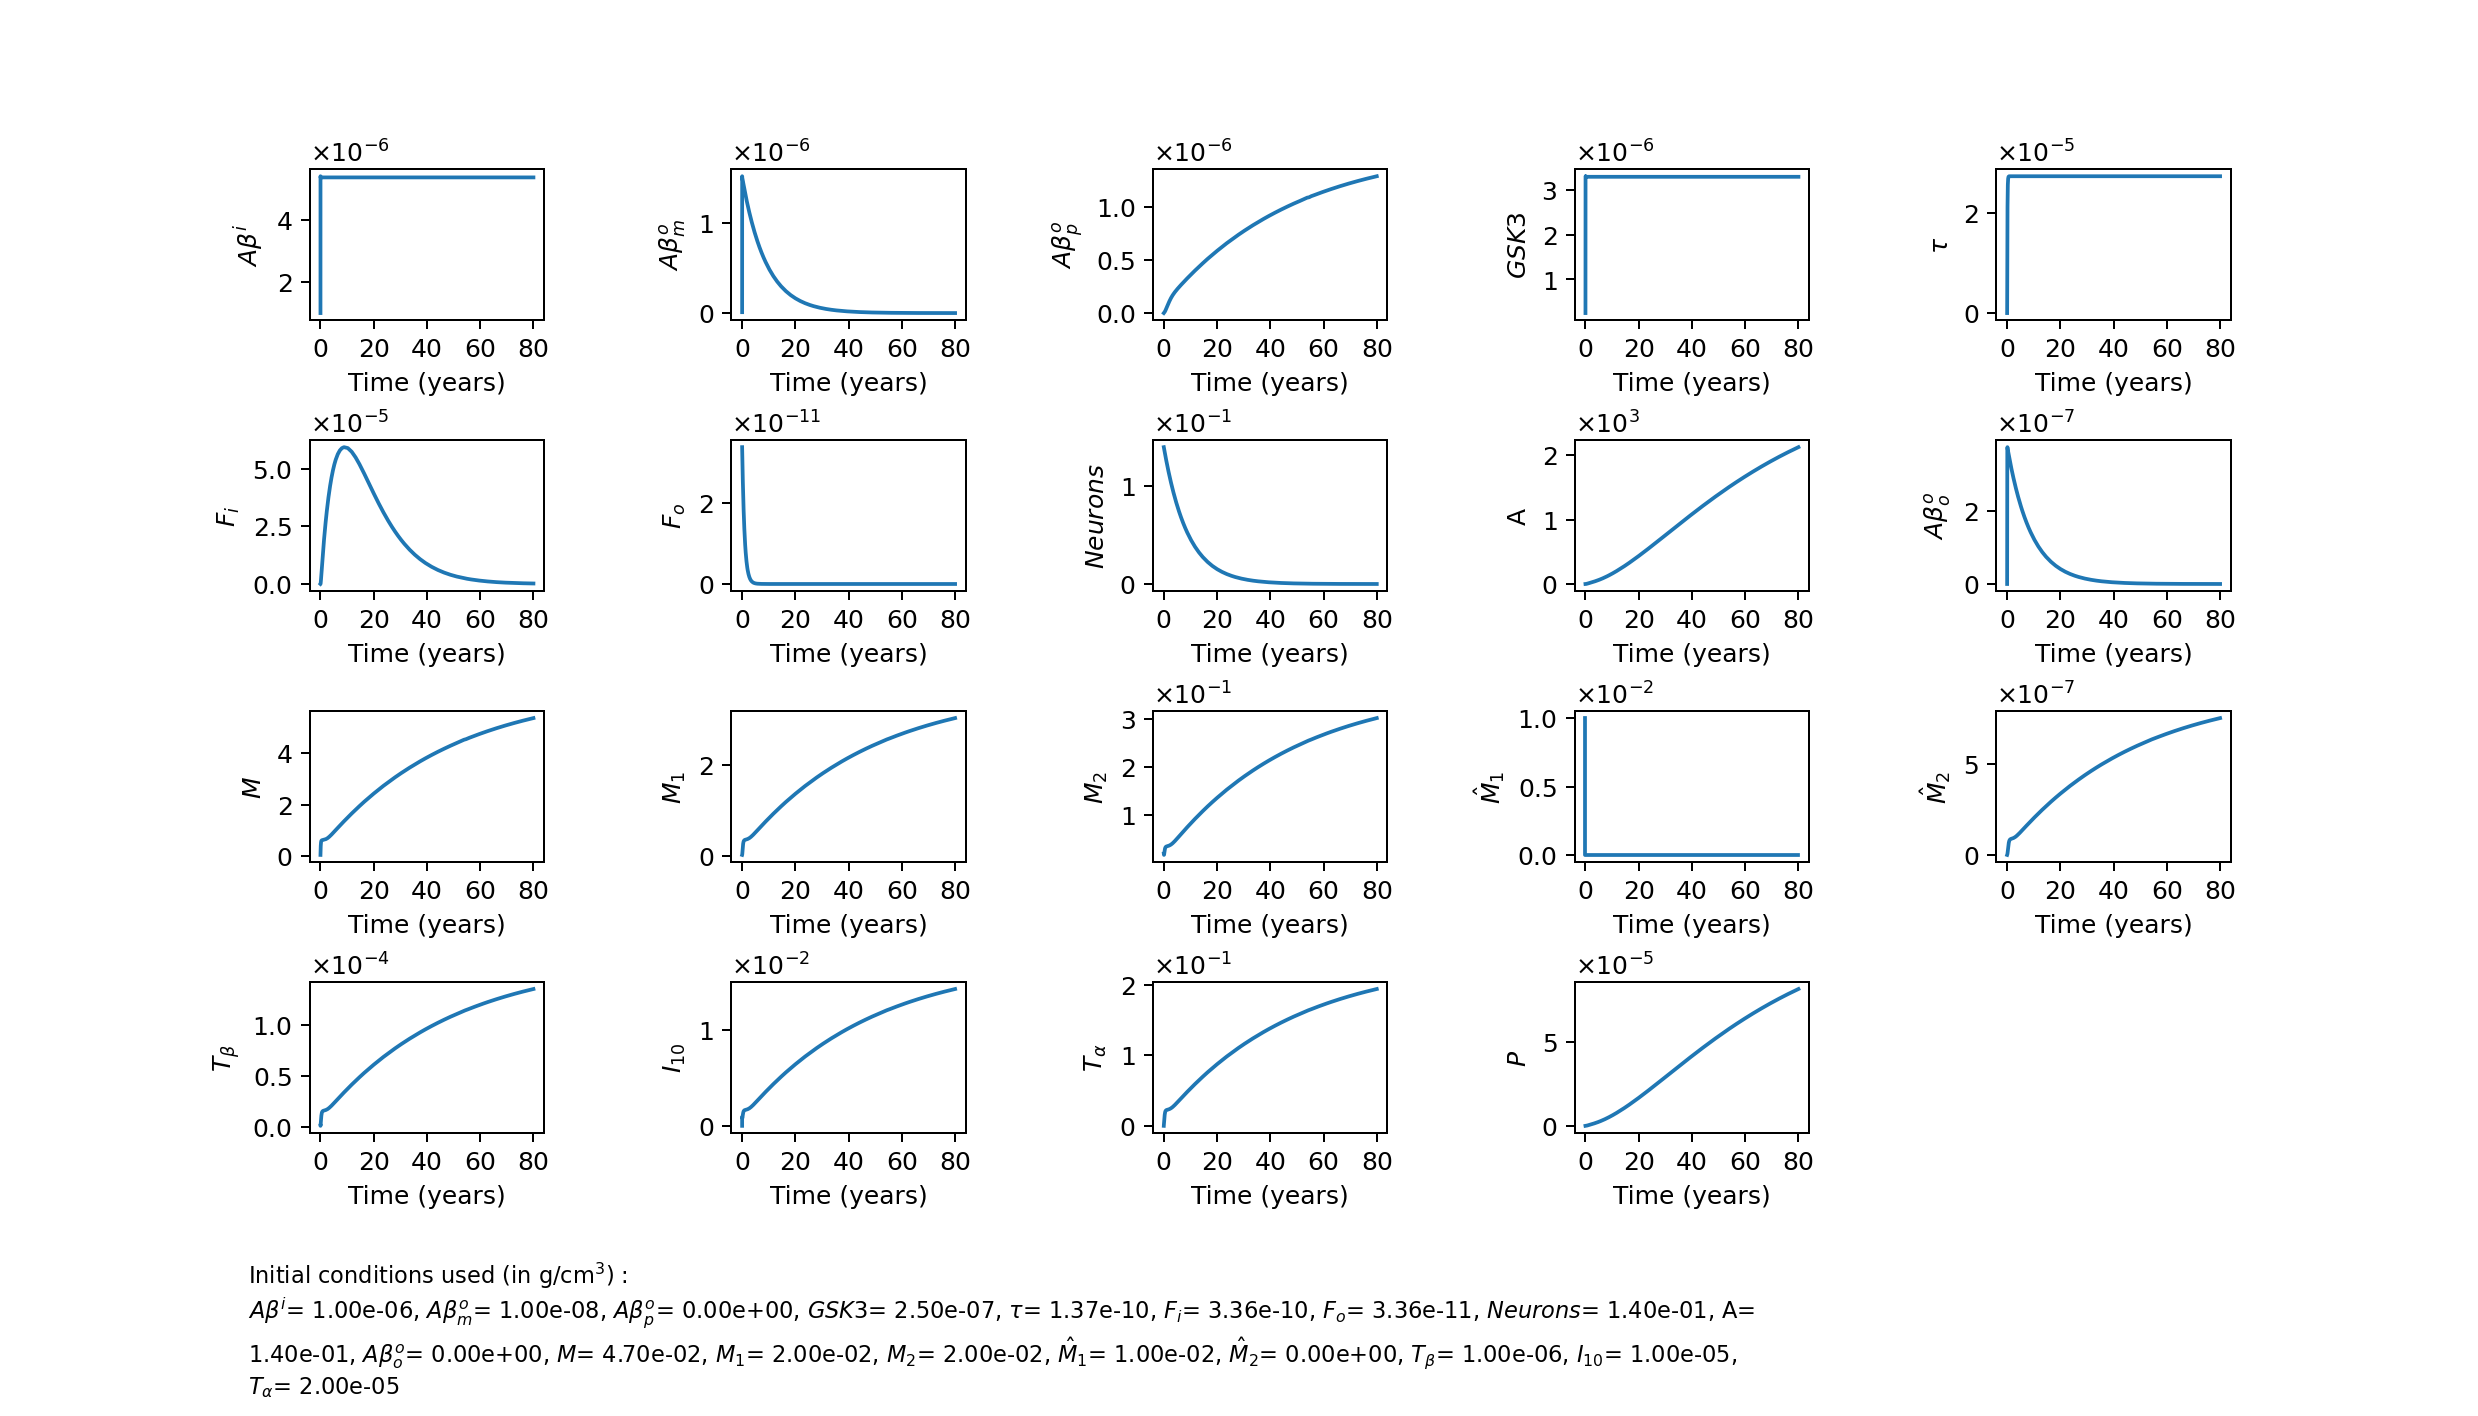 ×10⁻⁶ ×10⁻⁶ ×10⁻⁶ ×10⁻⁶ ×10⁻⁵
Aβⁱ 4 2
Aβₘᵒ 1 0
Aβₚᵒ 1.0 0.5 0.0
GSK3 3 2 1
τ 2 0
0 20 40 60 80 0 20 40 60 80 0 20 40 60 80 0 20 40 60 80 0 20 40 60 80
Time (years) Time (years) Time (years) Time (years) Time (years)
×10⁻⁵ ×10⁻¹¹ ×10⁻¹ ×10³ ×10⁻⁷
Fᵢ 5.0 2.5 0.0
Fₒ 2 0
Neurons 1 0
A 2 1 0
Aβₒᵒ 2 0
0 20 40 60 80 0 20 40 60 80 0 20 40 60 80 0 20 40 60 80 0 20 40 60 80
Time (years) Time (years) Time (years) Time (years) Time (years)
×10⁻¹ ×10⁻² ×10⁻⁷
M 4 2 0
M₁ 2 0
M₂ 3 2 1
M̂₁ 1.0 0.5 0.0
M̂₂ 5 0
0 20 40 60 80 0 20 40 60 80 0 20 40 60 80 0 20 40 60 80 0 20 40 60 80
Time (years) Time (years) Time (years) Time (years) Time (years)
×10⁻⁴ ×10⁻² ×10⁻¹ ×10⁻⁵
Tᵦ 1.0 0.5 0.0
I₁₀ 1 0
T_α 2 1 0
P 5 0
0 20 40 60 80 0 20 40 60 80 0 20 40 60 80 0 20 40 60 80
Time (years) Time (years) Time (years) Time (years)
Initial conditions used (in g/cm³) :
Aβⁱ= 1.00e-06, Aβₘᵒ= 1.00e-08, Aβₚᵒ= 0.00e+00, GSK3= 2.50e-07, τ= 1.37e-10, Fᵢ= 3.36e-10, Fₒ= 3.36e-11, Neurons= 1.40e-01, A=
1.40e-01, Aβₒᵒ= 0.00e+00, M= 4.70e-02, M₁= 2.00e-02, M₂= 2.00e-02, M̂₁= 1.00e-02, M̂₂= 0.00e+00, Tᵦ= 1.00e-06, I₁₀= 1.00e-05,
T_α= 2.00e-05